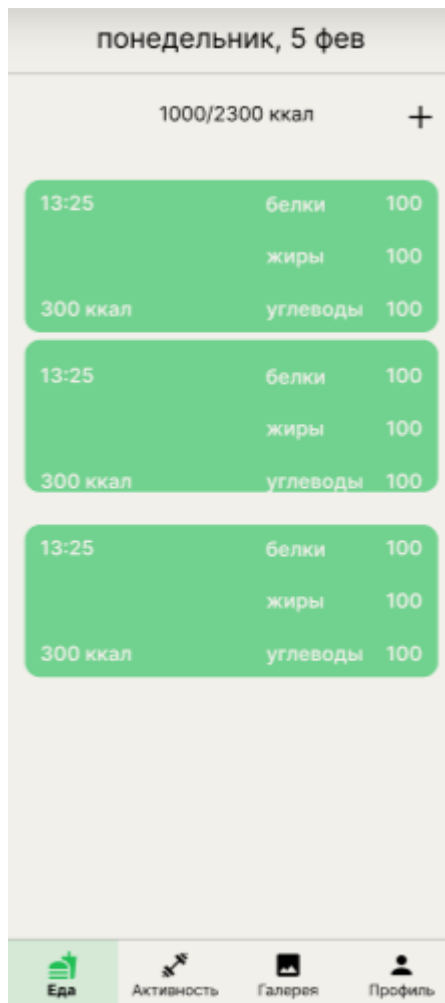 понедельник, 5 фев
1000/2300 ккал +
13:25 белки 100
жиры 100
300 ккал углеводы 100
13:25 белки 100
жиры 100
300 ккал углеводы 100
13:25 белки 100
жиры 100
300 ккал углеводы 100
Еда Активность Галерея Профиль